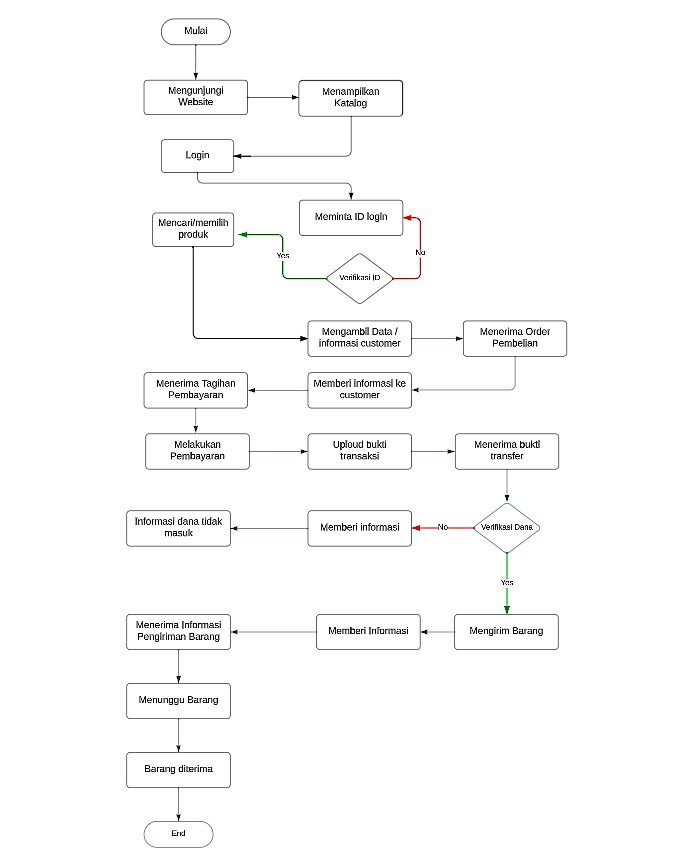 Mulai
Mengunjungi
Website
Menampilkan
Katalog
Login
Meminta ID login
Mencari/memilih
produk
Yes
No
Verifikasi ID
Mengambil Data /
informasi customer
Menerima Order
Pembelian
Menerima Tagihan
Pembayaran
Memberi informasi ke
customer
Melakukan
Pembayaran
Uploud bukti
transaksi
Menerima bukti
transfer
Informasi dana tidak
masuk
Memberi informasi
No
Verifikasi Dana
Yes
Menerima Informasi
Pengiriman Barang
Memberi Informasi
Mengirim Barang
Menunggu Barang
Barang diterima
End